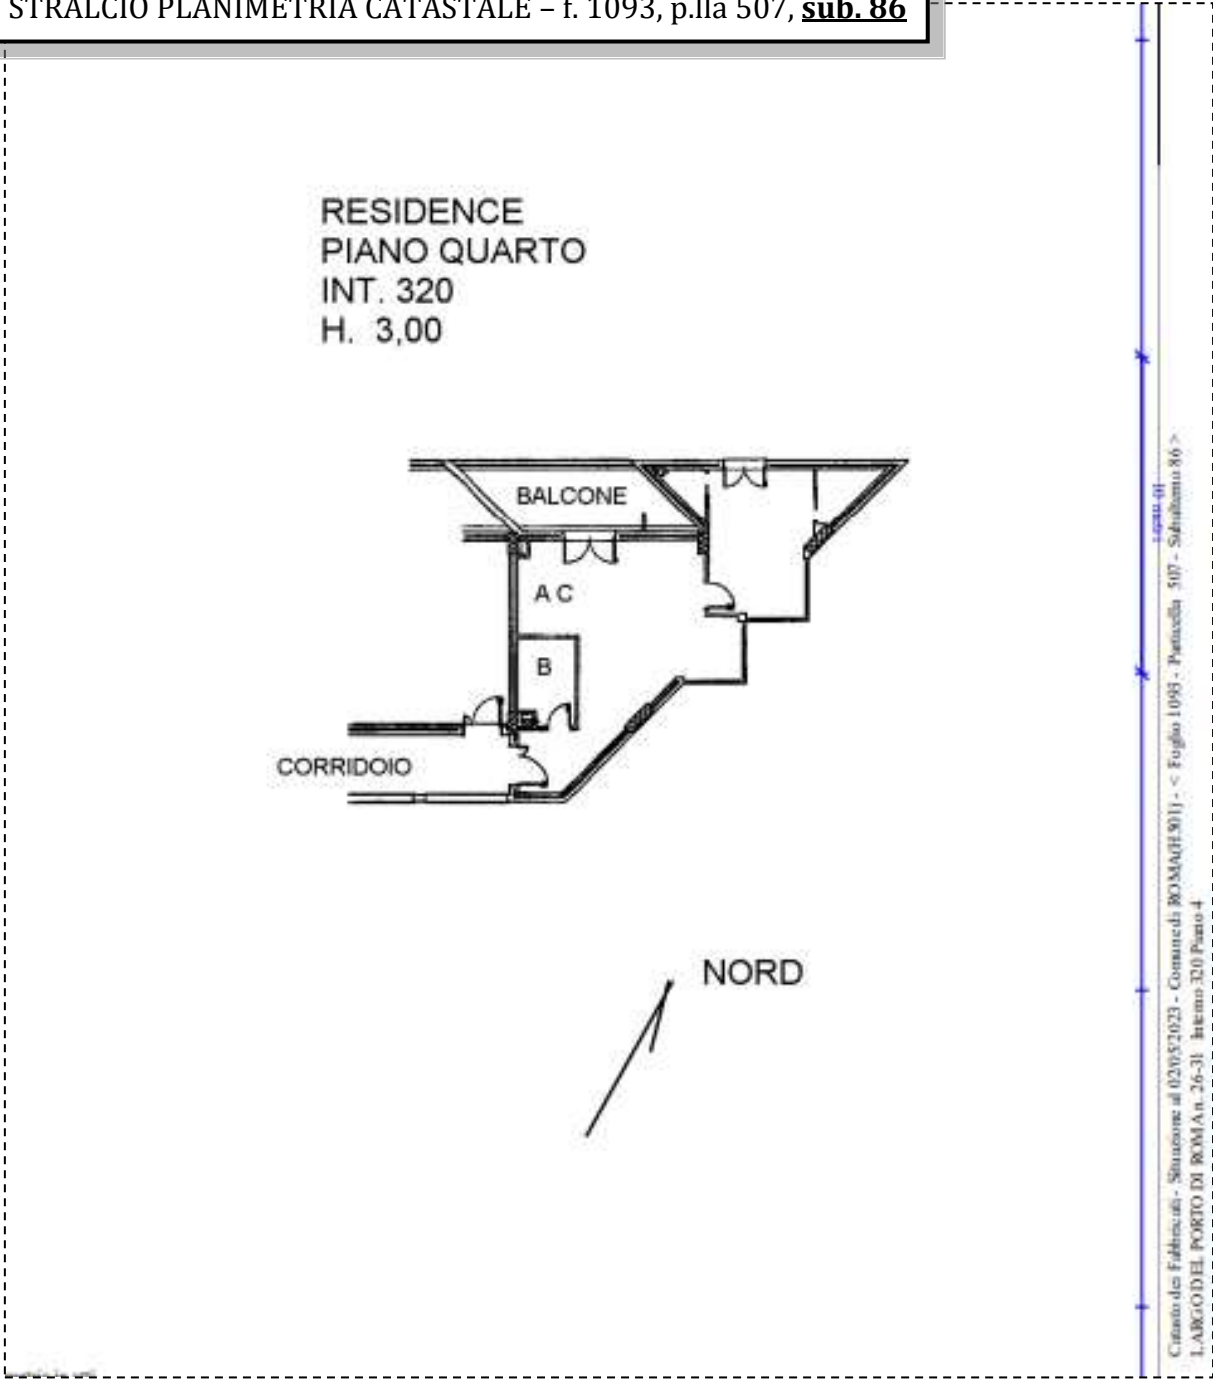 STRALCIO PLANIMETRIA CATASTALE – f. 1093, p.lla 507, sub. 86
RESIDENCE
PIANO QUARTO
INT. 320
H. 3,00
BALCONE
A C
B
CORRIDOIO
NORD
Catasto dei Fabbricati - Situazione al 02/05/2023 - Comune di ROMA(H501) - < Foglio 1093 - Particella 507 - Subalterno 86 >
LARGO DEL PORTO DI ROMA n. 26-31 Interno 320 Piano 4